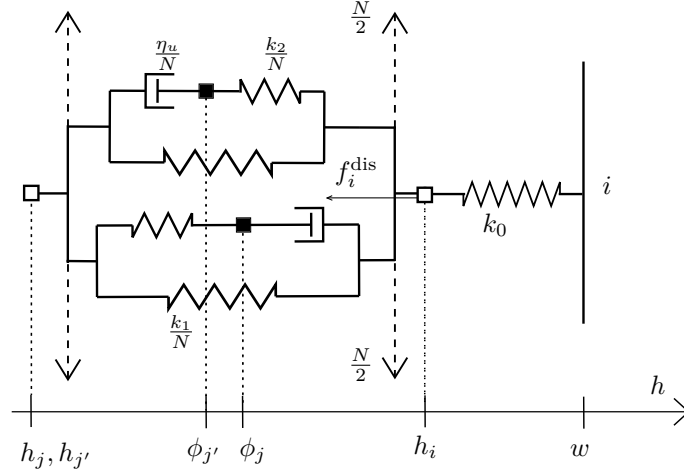 N/2
η_u/N
k_2/N
f_i^dis
i
k_0
k_1/N
N/2
h
h_j, h_j′
ϕ_j′
ϕ_j
h_i
w